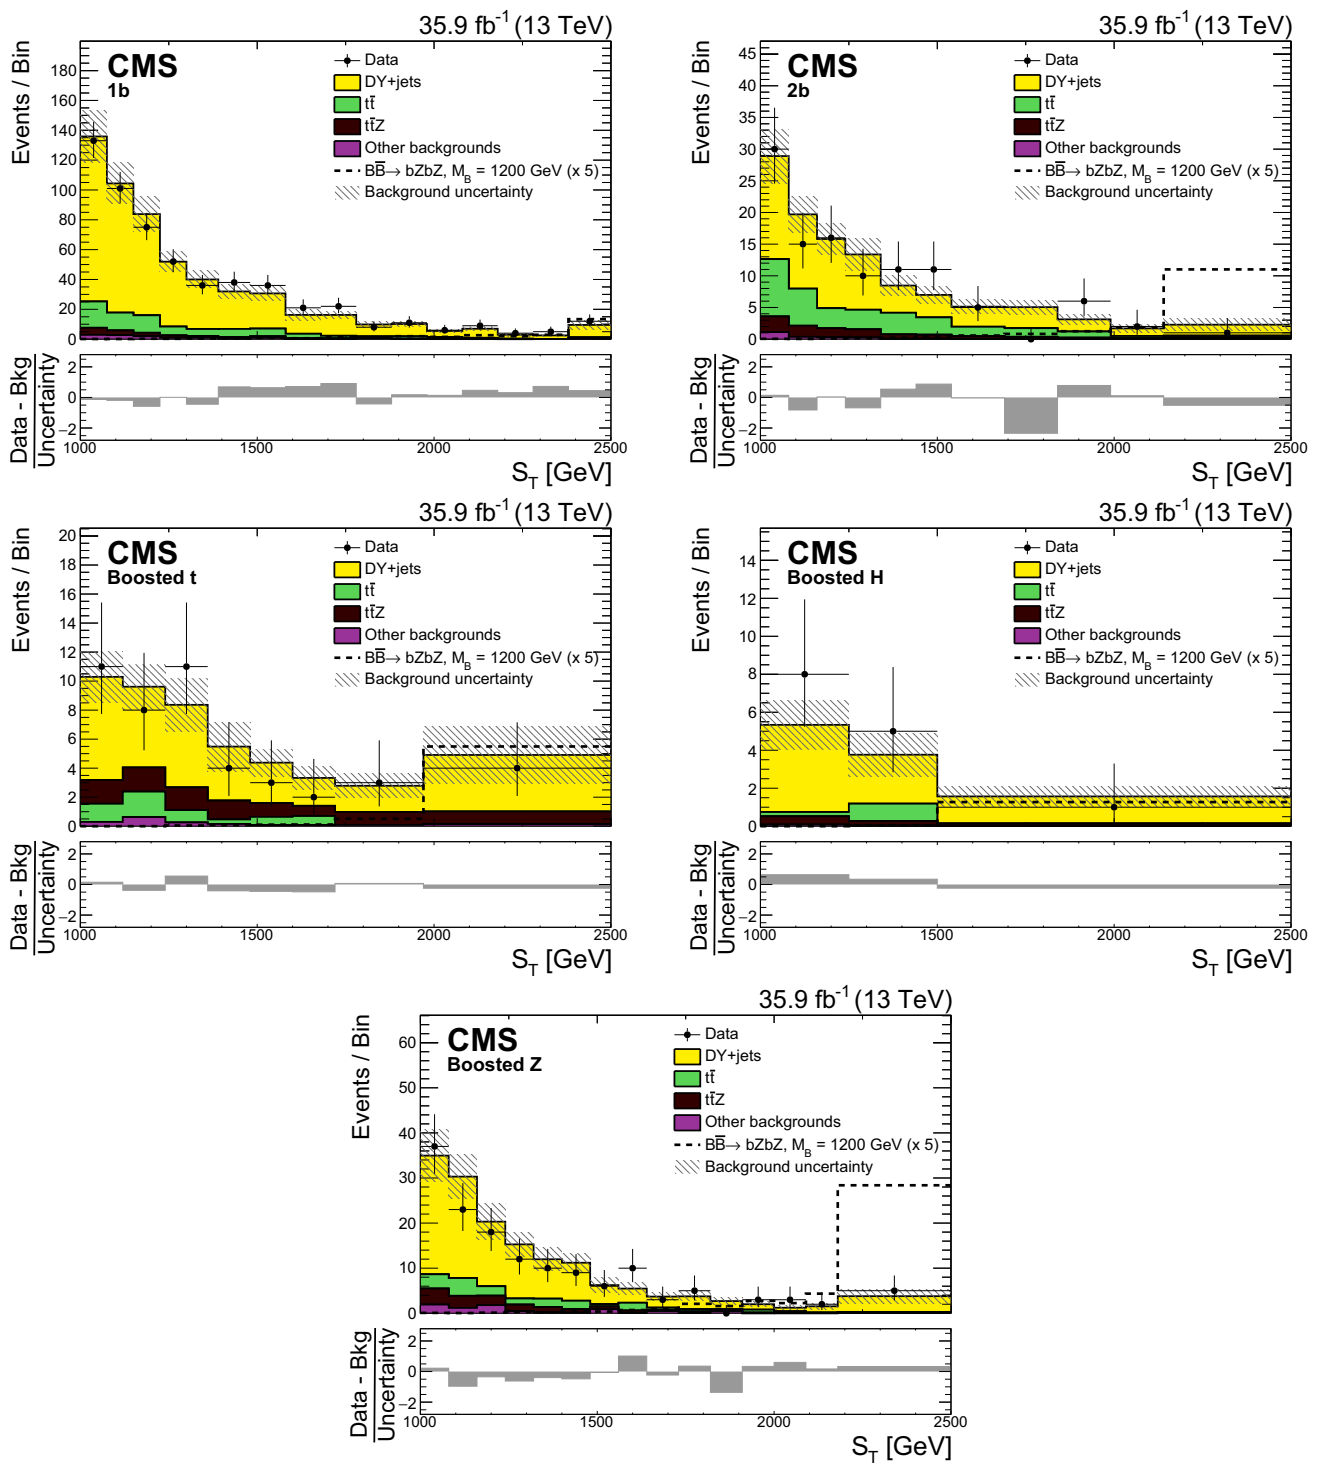 35.9 fb⁻¹ (13 TeV)
Events / Bin
CMS
1b
Data
DY+jets
tt̄
tt̄Z
Other backgrounds
BB̄→ bZbZ, M_B = 1200 GeV (x 5)
Background uncertainty
180
160
140
120
100
80
60
40
20
0
Data - Bkg
Uncertainty
2
0
−2
1000 1500 2000 2500
S_T [GeV]
35.9 fb⁻¹ (13 TeV)
Events / Bin
CMS
2b
Data
DY+jets
tt̄
tt̄Z
Other backgrounds
BB̄→ bZbZ, M_B = 1200 GeV (x 5)
Background uncertainty
45
40
35
30
25
20
15
10
5
0
Data - Bkg
Uncertainty
2
0
−2
1000 1500 2000 2500
S_T [GeV]
35.9 fb⁻¹ (13 TeV)
Events / Bin
CMS
Boosted t
Data
DY+jets
tt̄
tt̄Z
Other backgrounds
BB̄→ bZbZ, M_B = 1200 GeV (x 5)
Background uncertainty
20
18
16
14
12
10
8
6
4
2
0
Data - Bkg
Uncertainty
2
0
−2
1000 1500 2000 2500
S_T [GeV]
35.9 fb⁻¹ (13 TeV)
Events / Bin
CMS
Boosted H
Data
DY+jets
tt̄
tt̄Z
Other backgrounds
BB̄→ bZbZ, M_B = 1200 GeV (x 5)
Background uncertainty
14
12
10
8
6
4
2
0
Data - Bkg
Uncertainty
2
0
−2
1000 1500 2000 2500
S_T [GeV]
35.9 fb⁻¹ (13 TeV)
Events / Bin
CMS
Boosted Z
Data
DY+jets
tt̄
tt̄Z
Other backgrounds
BB̄→ bZbZ, M_B = 1200 GeV (x 5)
Background uncertainty
60
50
40
30
20
10
0
Data - Bkg
Uncertainty
2
0
−2
1000 1500 2000 2500
S_T [GeV]